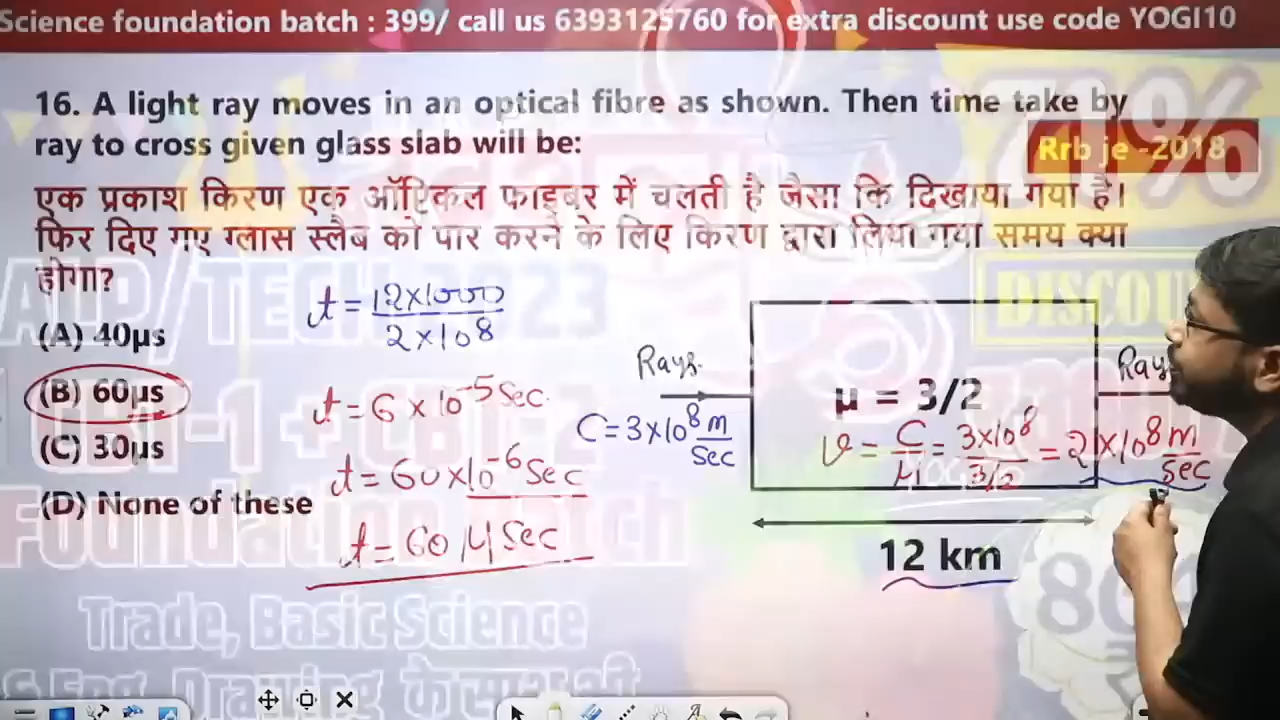 Science foundation batch : 399/ call us 6393125760 for extra discount use code YOGI10
16. A light ray moves in an optical fibre as shown. Then time take by
ray to cross given glass slab will be:
Rrb je -2018
एक प्रकाश किरण एक ऑप्टिकल फाइबर में चलती है जैसा कि दिखाया गया है।
फिर दिए गए ग्लास स्लैब को पार करने के लिए किरण द्वारा लिया गया समय क्या
होगा?
(A) 40µs
(B) 60µs
(C) 30µs
(D) None of these
t = 12×1000
2×10⁸
t = 6 × 10⁻⁵ Sec.
t = 60×10⁻⁶ Sec
t = 60 µ Sec
Rays.
C = 3×10⁸ m
Sec
µ = 3/2
v = C = 3×10⁸ = 2×10⁸ m
µ 3/2 Sec
Rays
12 km
Trade, Basic Science